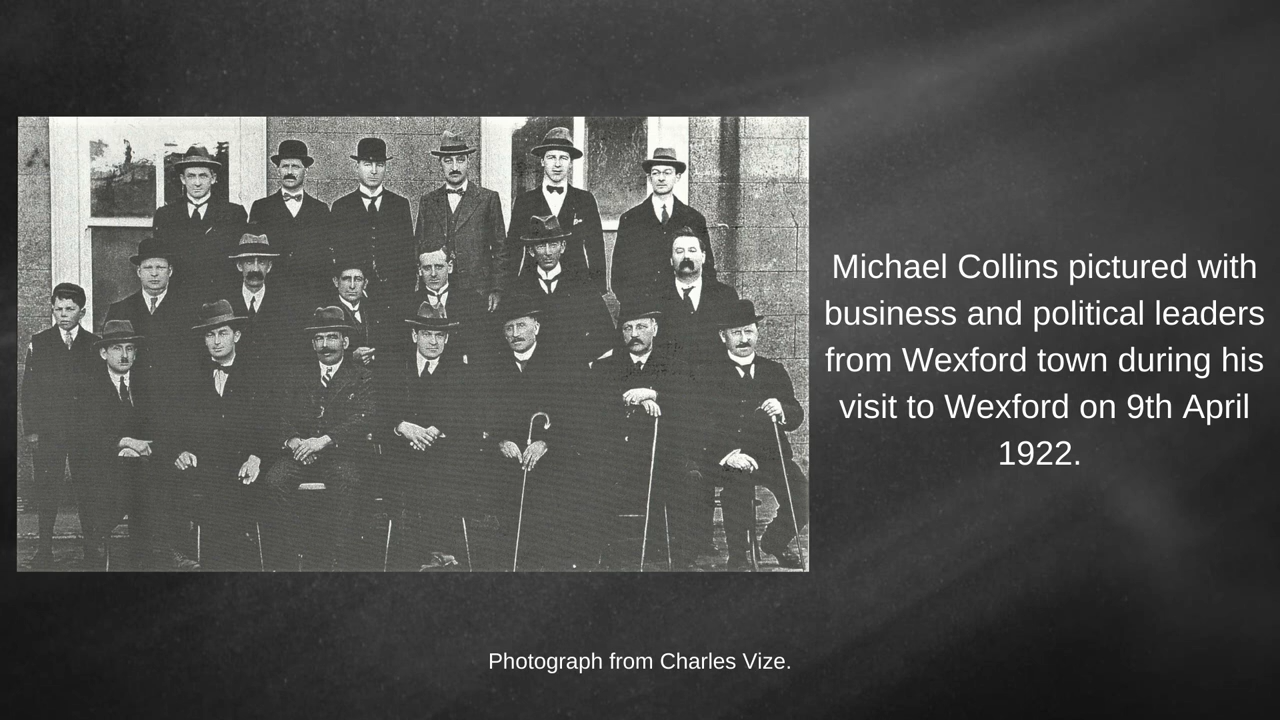 Michael Collins pictured with
business and political leaders
from Wexford town during his
visit to Wexford on 9th April
1922.
Photograph from Charles Vize.